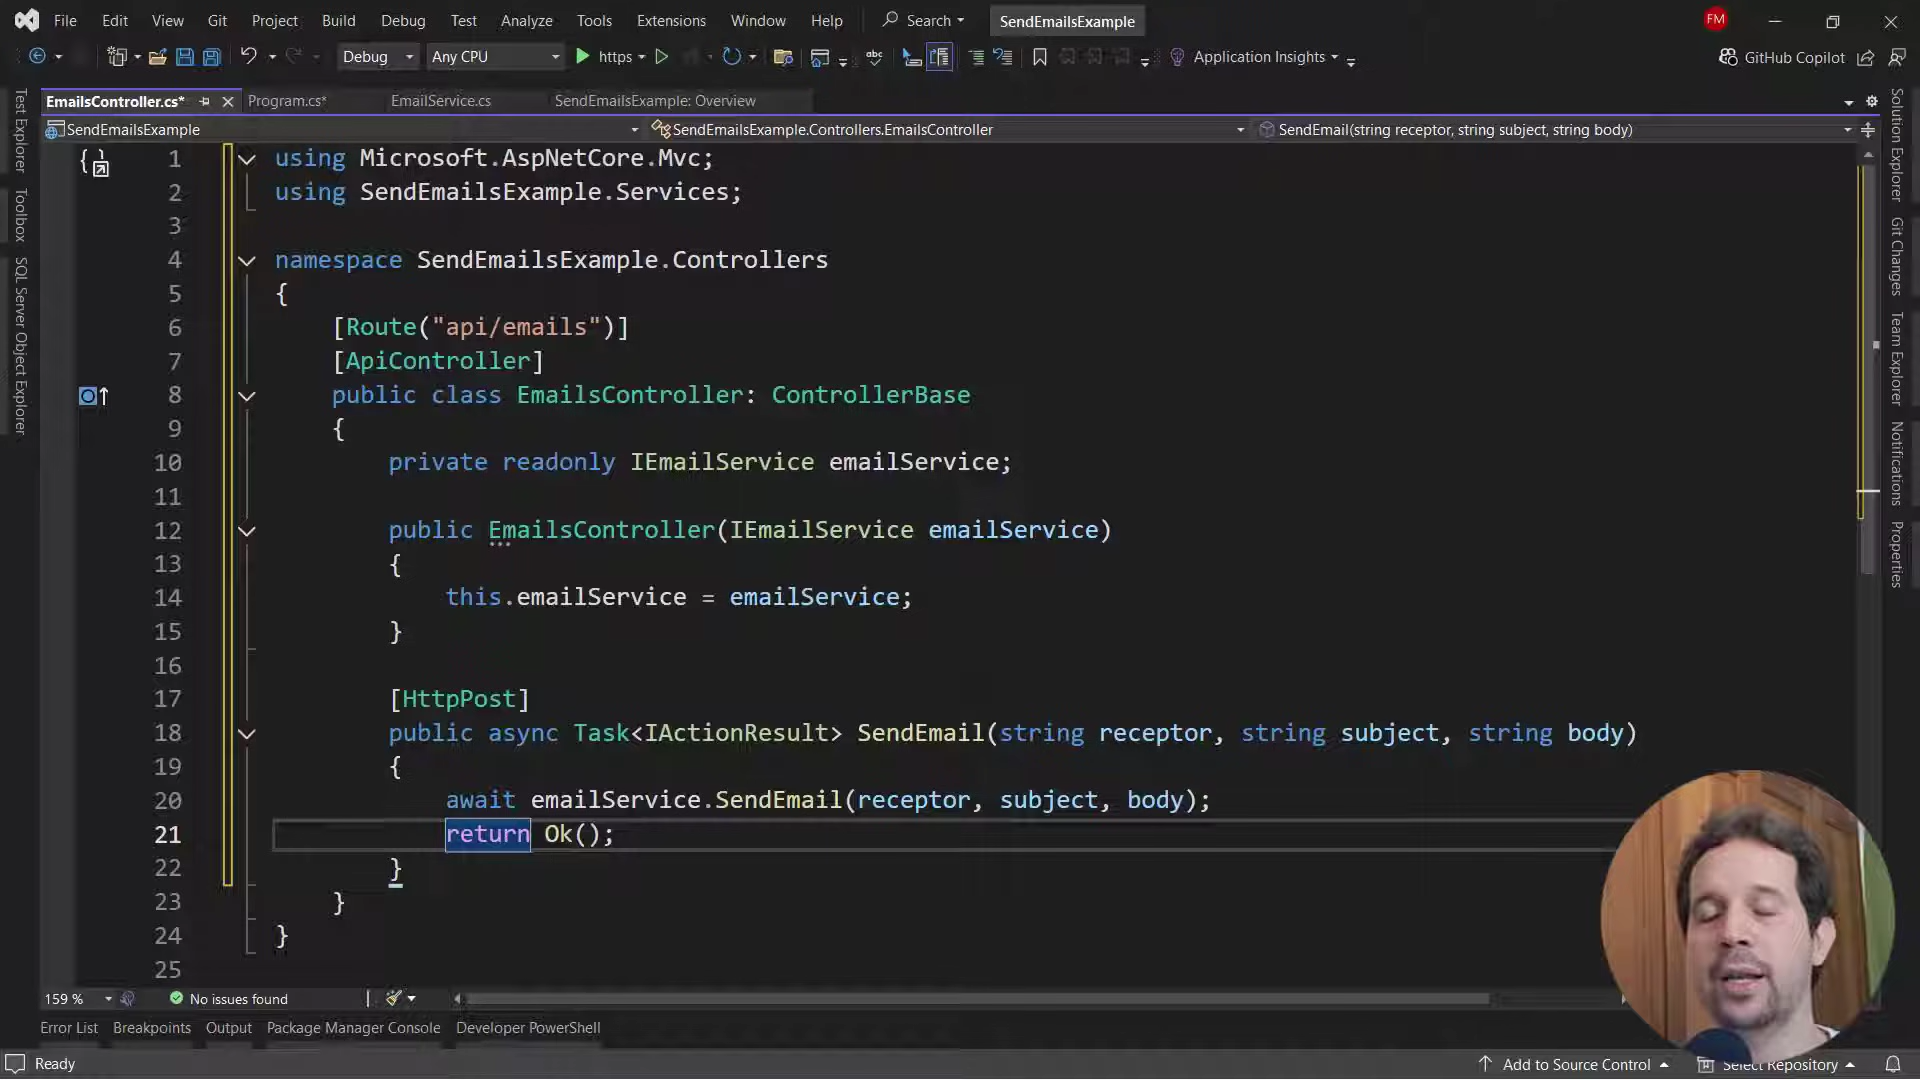 File Edit View Git Project Build Debug Test Analyze Tools Extensions Window Help Search SendEmailsExample FM
Debug Any CPU https Application Insights GitHub Copilot
EmailsController.cs* Program.cs* EmailService.cs SendEmailsExample: Overview
SendEmailsExample SendEmailsExample.Controllers.EmailsController SendEmail(string receptor, string subject, string body)
Test Explorer
Toolbox
SQL Server Object Explorer
1 using Microsoft.AspNetCore.Mvc;
2 using SendEmailsExample.Services;
3
4 namespace SendEmailsExample.Controllers
5 {
6 [Route("api/emails")]
7 [ApiController]
8 public class EmailsController: ControllerBase
9 {
10 private readonly IEmailService emailService;
11
12 public EmailsController(IEmailService emailService)
13 {
14 this.emailService = emailService;
15 }
16
17 [HttpPost]
18 public async Task<IActionResult> SendEmail(string receptor, string subject, string body)
19 {
20 await emailService.SendEmail(receptor, subject, body);
21 return Ok();
22 }
23 }
24 }
25
Solution Explorer
Git Changes
Team Explorer
Notifications
Properties
159 % No issues found
Error List Breakpoints Output Package Manager Console Developer PowerShell
Ready Add to Source Control Select Repository